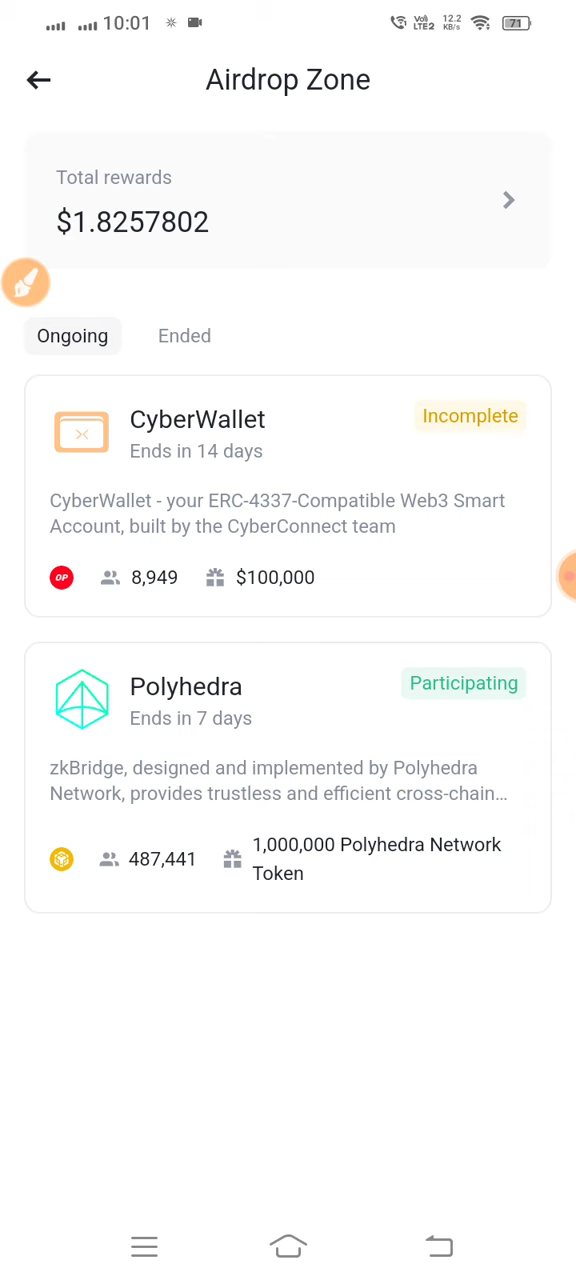 10:01
Vo) LTE2
12.2 KB/s
71
Airdrop Zone
Total rewards
$1.8257802
Ongoing
Ended
CyberWallet
Incomplete
Ends in 14 days
CyberWallet - your ERC-4337-Compatible Web3 Smart
Account, built by the CyberConnect team
OP
8,949
$100,000
Polyhedra
Participating
Ends in 7 days
zkBridge, designed and implemented by Polyhedra
Network, provides trustless and efficient cross-chain...
487,441
1,000,000 Polyhedra Network
Token